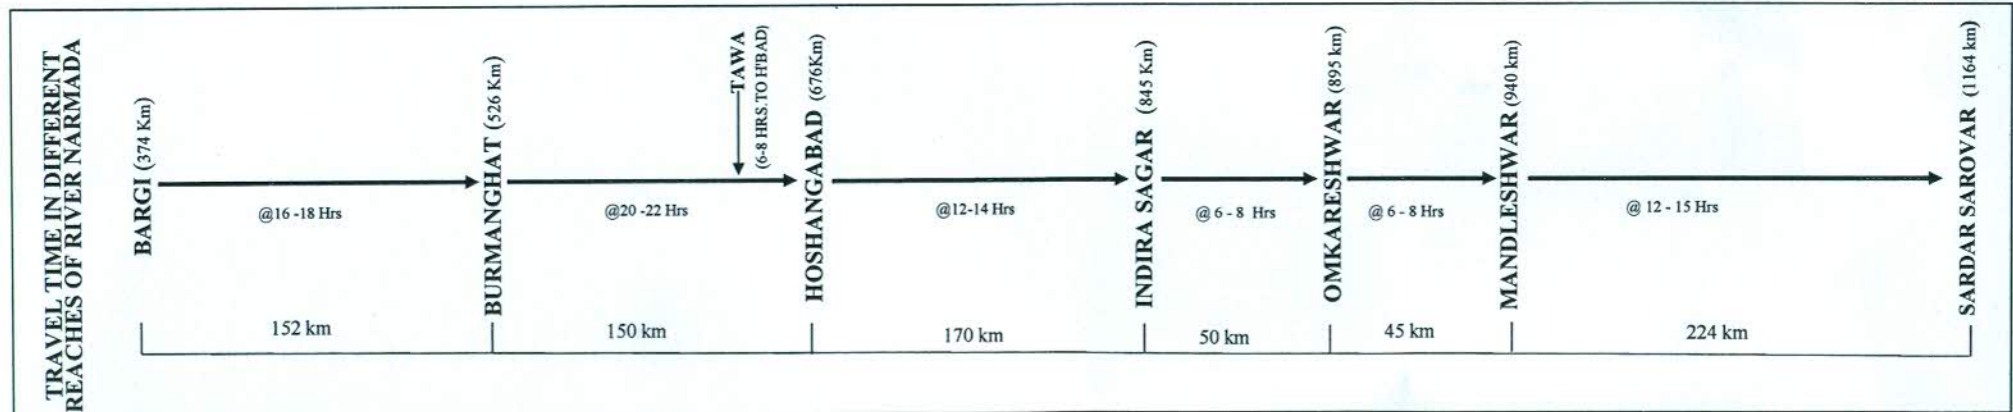 TRAVEL TIME IN DIFFERENT
REACHES OF RIVER NARMADA
BARGI (374 Km)
BURMANGHAT (526 Km)
TAWA
(6-8 HRS.TO H'BAD)
HOSHANGABAD (676Km)
INDIRA SAGAR (845 Km)
OMKARESHWAR (895 km)
MANDLESHWAR (940 km)
SARDAR SAROVAR (1164 km)
@16 -18 Hrs
@20 -22 Hrs
@12-14 Hrs
@ 6 - 8 Hrs
@ 6 - 8 Hrs
@ 12 - 15 Hrs
152 km
150 km
170 km
50 km
45 km
224 km